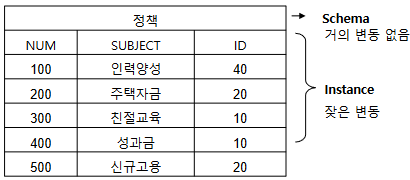 정책
Schema
거의 변동 없음
NUM SUBJECT ID
100 인력양성 40
200 주택자금 20
300 친절교육 10
400 성과금 10
500 신규고용 20
Instance
잦은 변동